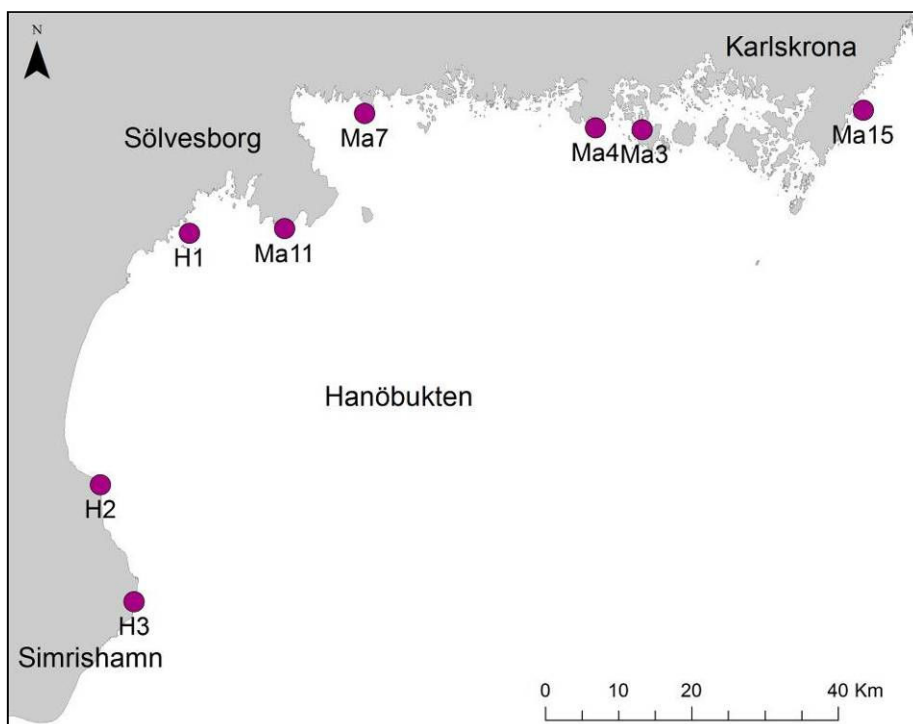 N
Karlskrona
Sölvesborg
Ma7
Ma4
Ma3
Ma15
H1
Ma11
Hanöbukten
H2
H3
Simrishamn
0 10 20 40 Km